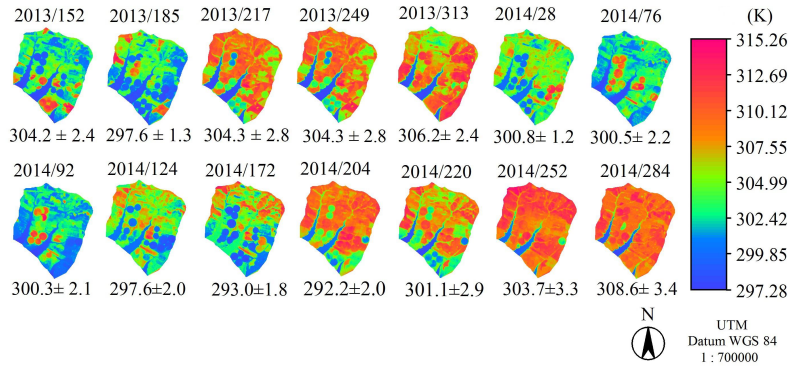 2013/152 2013/185 2013/217 2013/249 2013/313 2014/28 2014/76 (K)
315.26
312.69
310.12
307.55
304.99
302.42
299.85
297.28
304.2 ± 2.4 297.6 ± 1.3 304.3 ± 2.8 304.3 ± 2.8 306.2 ± 2.4 300.8 ± 1.2 300.5 ± 2.2
2014/92 2014/124 2014/172 2014/204 2014/220 2014/252 2014/284
300.3± 2.1 297.6±2.0 293.0±1.8 292.2±2.0 301.1±2.9 303.7±3.3 308.6± 3.4
N
UTM
Datum WGS 84
1 : 700000